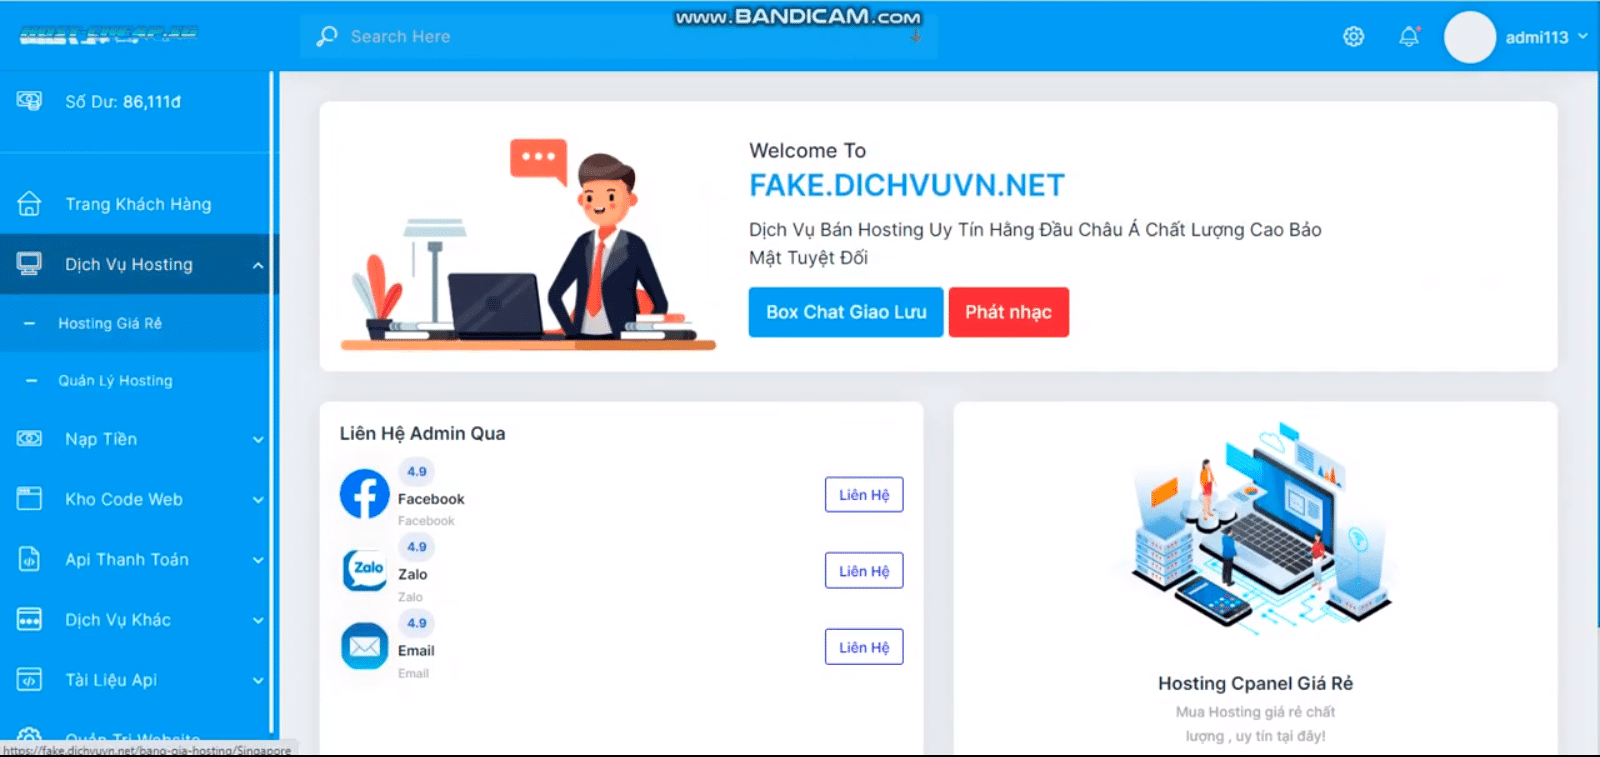 www.BANDICAM.com
Search Here
admi113
Số Dư: 86,111đ
Trang Khách Hàng
Dịch Vụ Hosting
Hosting Giá Rẻ
Quản Lý Hosting
Nạp Tiền
Kho Code Web
Api Thanh Toán
Dịch Vụ Khác
Tài Liệu Api
Quản Trị Website
https://fake.dichvuvn.net/bang-gia-hosting/Singapore
Welcome To
FAKE.DICHVUVN.NET
Dịch Vụ Bán Hosting Uy Tín Hằng Đầu Châu Á Chất Lượng Cao Bảo
Mật Tuyệt Đối
Box Chat Giao Lưu
Phát nhạc
Liên Hệ Admin Qua
4.9
Facebook
Facebook
Liên Hệ
4.9
Zalo
Zalo
Zalo
Liên Hệ
4.9
Email
Email
Liên Hệ
Hosting Cpanel Giá Rẻ
Mua Hosting giá rẻ chất
lượng , uy tín tại đây!